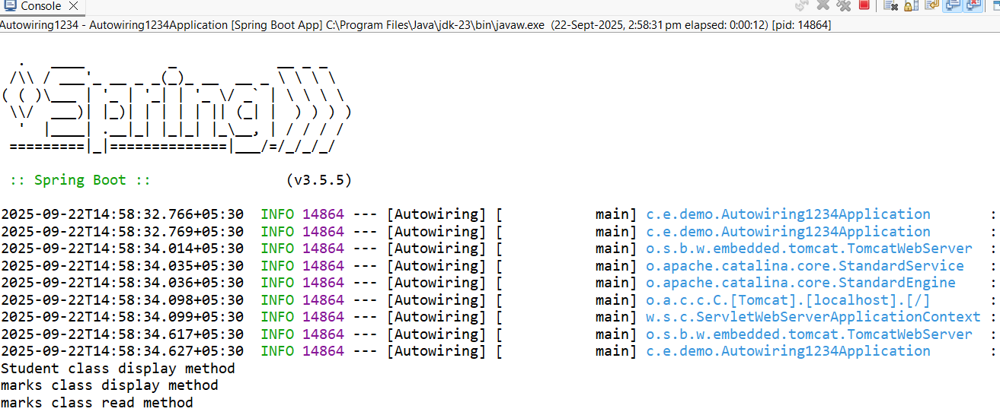 Console
Autowiring1234 - Autowiring1234Application [Spring Boot App] C:\Program Files\Java\jdk-23\bin\javaw.exe  (22-Sept-2025, 2:58:31 pm elapsed: 0:00:12) [pid: 14864]
  .   ____          _            __ _ _
 /\\ / ___'_ __ _ _(_)_ __  __ _ \ \ \ \
( ( )\___ | '_ | '_| | '_ \/ _` | \ \ \ \
 \\/  ___)| |_)| | | | | || (_| |  ) ) ) )
  '  |____| .__|_| |_|_| |_\__, | / / / /
 =========|_|==============|___/=/_/_/_/
 :: Spring Boot ::                (v3.5.5)
2025-09-22T14:58:32.766+05:30  INFO 14864 --- [Autowiring] [           main] c.e.demo.Autowiring1234Application       :
2025-09-22T14:58:32.769+05:30  INFO 14864 --- [Autowiring] [           main] c.e.demo.Autowiring1234Application       :
2025-09-22T14:58:34.014+05:30  INFO 14864 --- [Autowiring] [           main] o.s.b.w.embedded.tomcat.TomcatWebServer  :
2025-09-22T14:58:34.035+05:30  INFO 14864 --- [Autowiring] [           main] o.apache.catalina.core.StandardService   :
2025-09-22T14:58:34.036+05:30  INFO 14864 --- [Autowiring] [           main] o.apache.catalina.core.StandardEngine    :
2025-09-22T14:58:34.098+05:30  INFO 14864 --- [Autowiring] [           main] o.a.c.c.C.[Tomcat].[localhost].[/]       :
2025-09-22T14:58:34.099+05:30  INFO 14864 --- [Autowiring] [           main] w.s.c.ServletWebServerApplicationContext :
2025-09-22T14:58:34.617+05:30  INFO 14864 --- [Autowiring] [           main] o.s.b.w.embedded.tomcat.TomcatWebServer  :
2025-09-22T14:58:34.627+05:30  INFO 14864 --- [Autowiring] [           main] c.e.demo.Autowiring1234Application       :
Student class display method
marks class display method
marks class read method